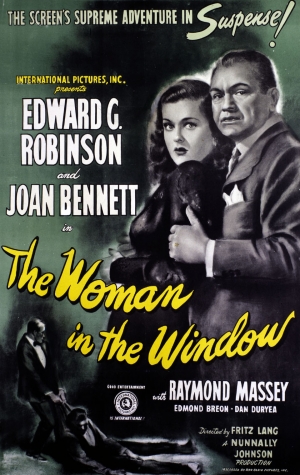 THE SCREEN'S SUPREME ADVENTURE IN Suspense!
INTERNATIONAL PICTURES, INC.
presents
EDWARD G.
ROBINSON
and
JOAN BENNETT
in
The Woman
in the Window
with RAYMOND MASSEY
EDMOND BREON · DAN DURYEA
Directed by FRITZ LANG
A NUNNALLY
JOHNSON
PRODUCTION